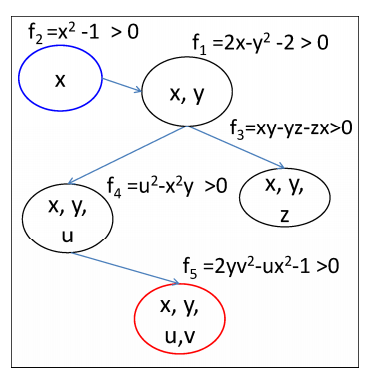 f₂ =x² -1 > 0
f₁ =2x-y² -2 > 0
x
x, y
f₃=xy-yz-zx>0
f₄ =u²-x²y >0
x, y,
u
x, y,
z
f₅ =2yv²-ux²-1 >0
x, y,
u,v